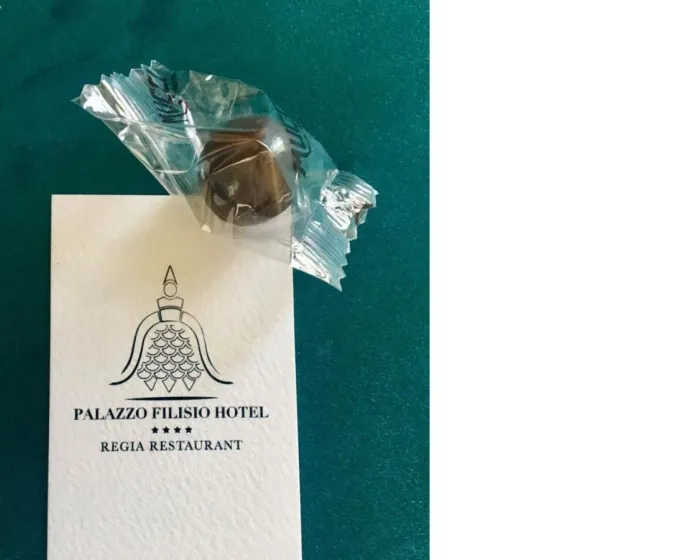 PALAZZO FILISIO HOTEL
★★★★
REGIA RESTAURANT